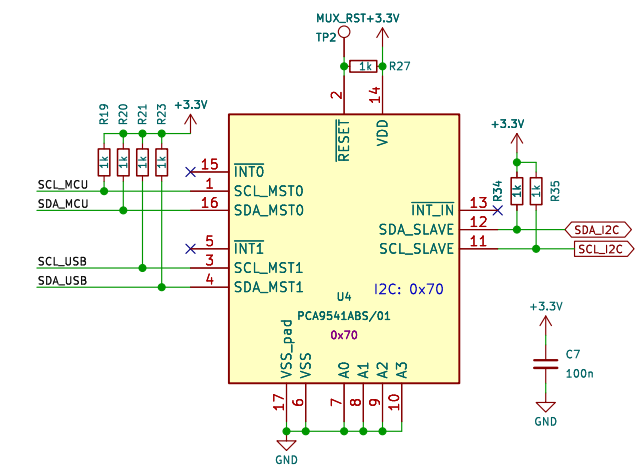 MUX_RST +3.3V
TP2
1k R27
2
14
R19 R20 R21 R23
+3.3V
1k 1k 1k 1k
RESET
VDD
+3.3V
R34 R35
1k 1k
15 INT0
SCL_MCU 1 SCL_MST0
SDA_MCU 16 SDA_MST0
INT_IN 13
SDA_SLAVE 12 SDA_I2C
SCL_SLAVE 11 SCL_I2C
5 INT1
SCL_USB 3 SCL_MST1
SDA_USB 4 SDA_MST1
I2C: 0x70
U4
PCA9541ABS/01
0x70
+3.3V
C7
100n
GND
VSS_pad VSS A0 A1 A2 A3
17 6 7 8 9 10
GND